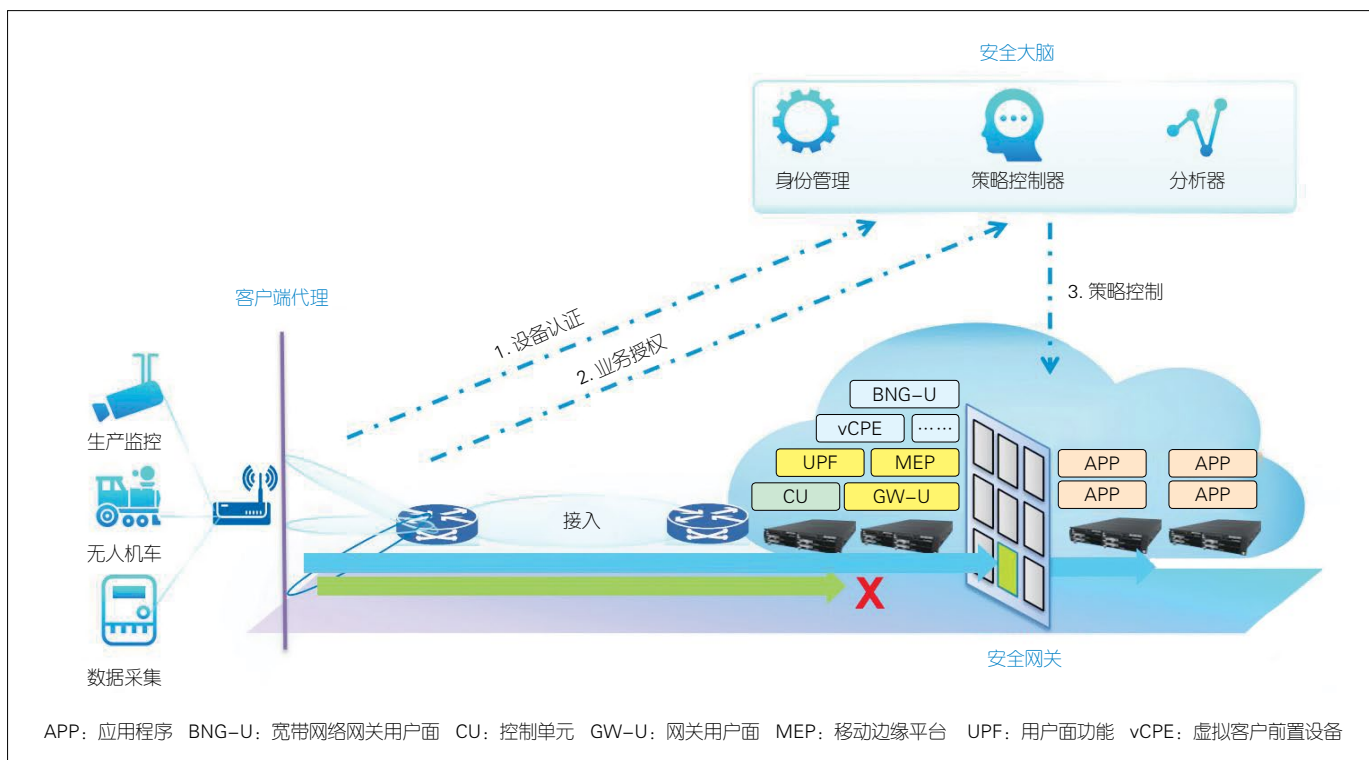 安全大脑
身份管理
策略控制器
分析器
客户端代理
1. 设备认证
2. 业务授权
3. 策略控制
生产监控
无人机车
数据采集
接入
BNG-U
vCPE
……
UPF
MEP
CU
GW-U
APP
APP
APP
APP
X
安全网关
APP：应用程序 BNG-U：宽带网络网关用户面 CU：控制单元 GW-U：网关用户面 MEP：移动边缘平台 UPF：用户面功能 vCPE：虚拟客户前置设备